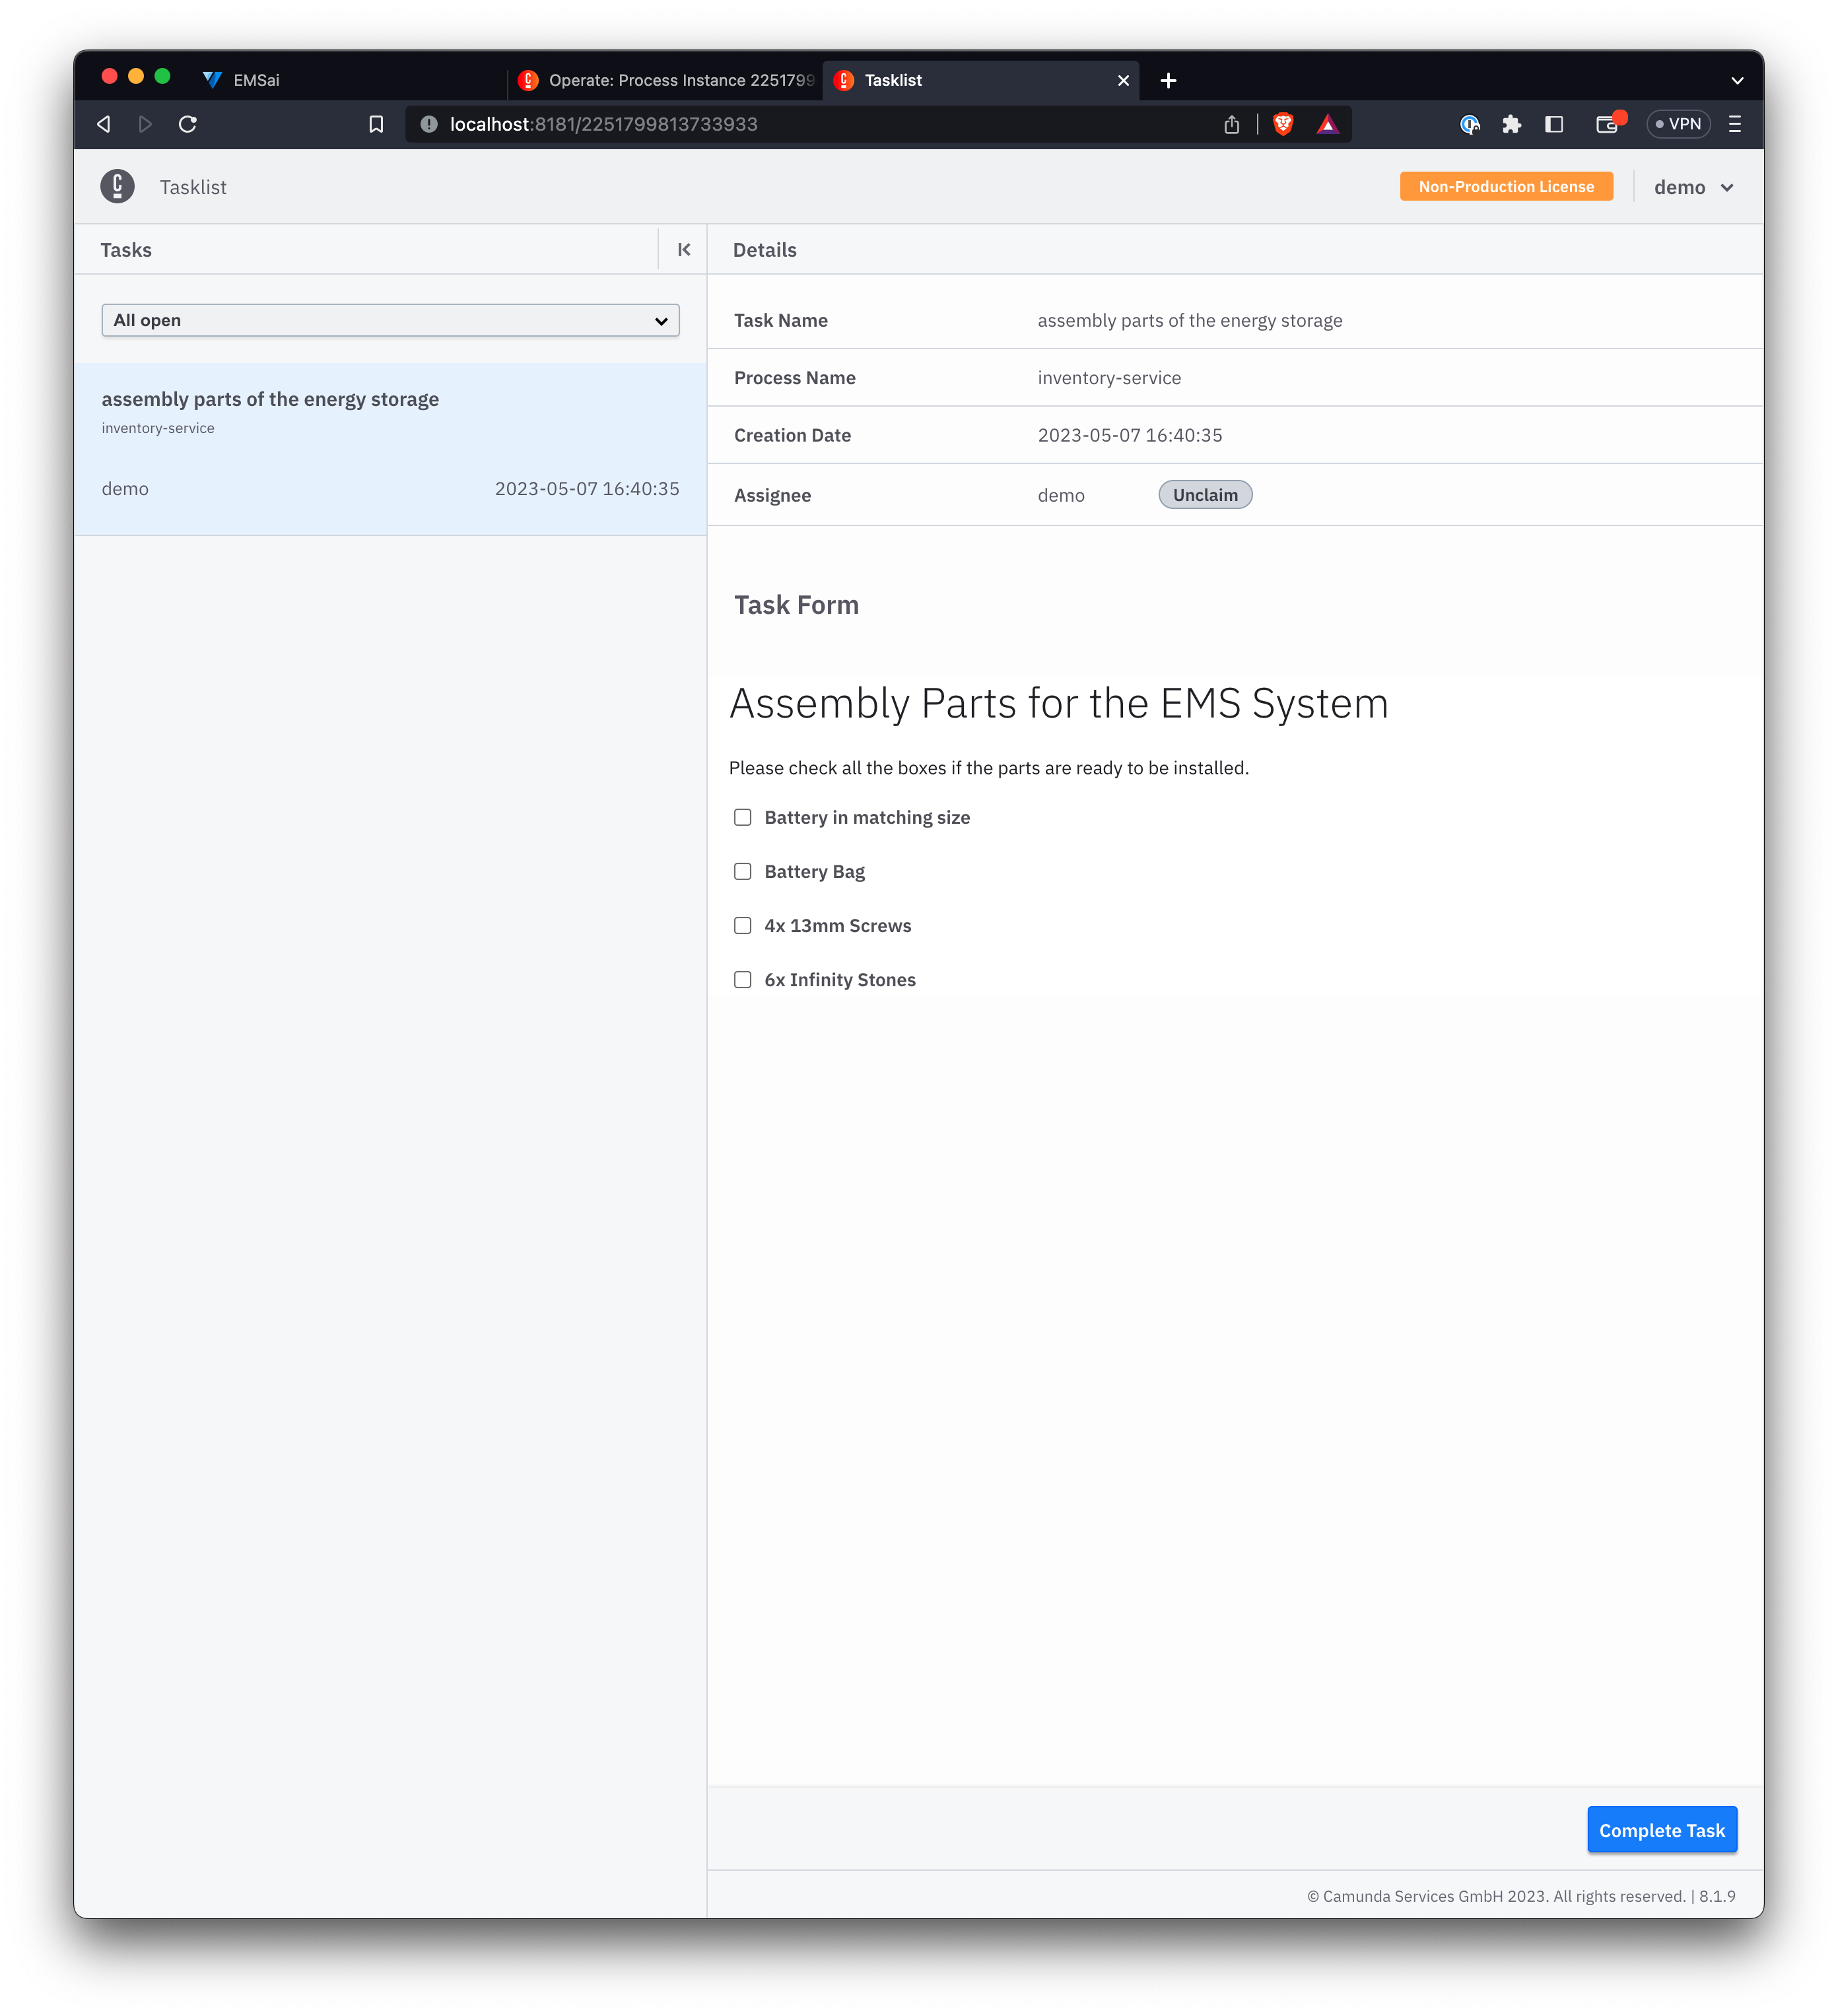 EMSai
Operate: Process Instance 2251799
Tasklist
localhost:8181/2251799813733933
VPN
Tasklist
Non-Production License
demo
Tasks
Details
All open
assembly parts of the energy storage
inventory-service
demo
2023-05-07 16:40:35
Task Name
assembly parts of the energy storage
Process Name
inventory-service
Creation Date
2023-05-07 16:40:35
Assignee
demo
Unclaim
Task Form
Assembly Parts for the EMS System
Please check all the boxes if the parts are ready to be installed.
Battery in matching size
Battery Bag
4x 13mm Screws
6x Infinity Stones
Complete Task
© Camunda Services GmbH 2023. All rights reserved. | 8.1.9